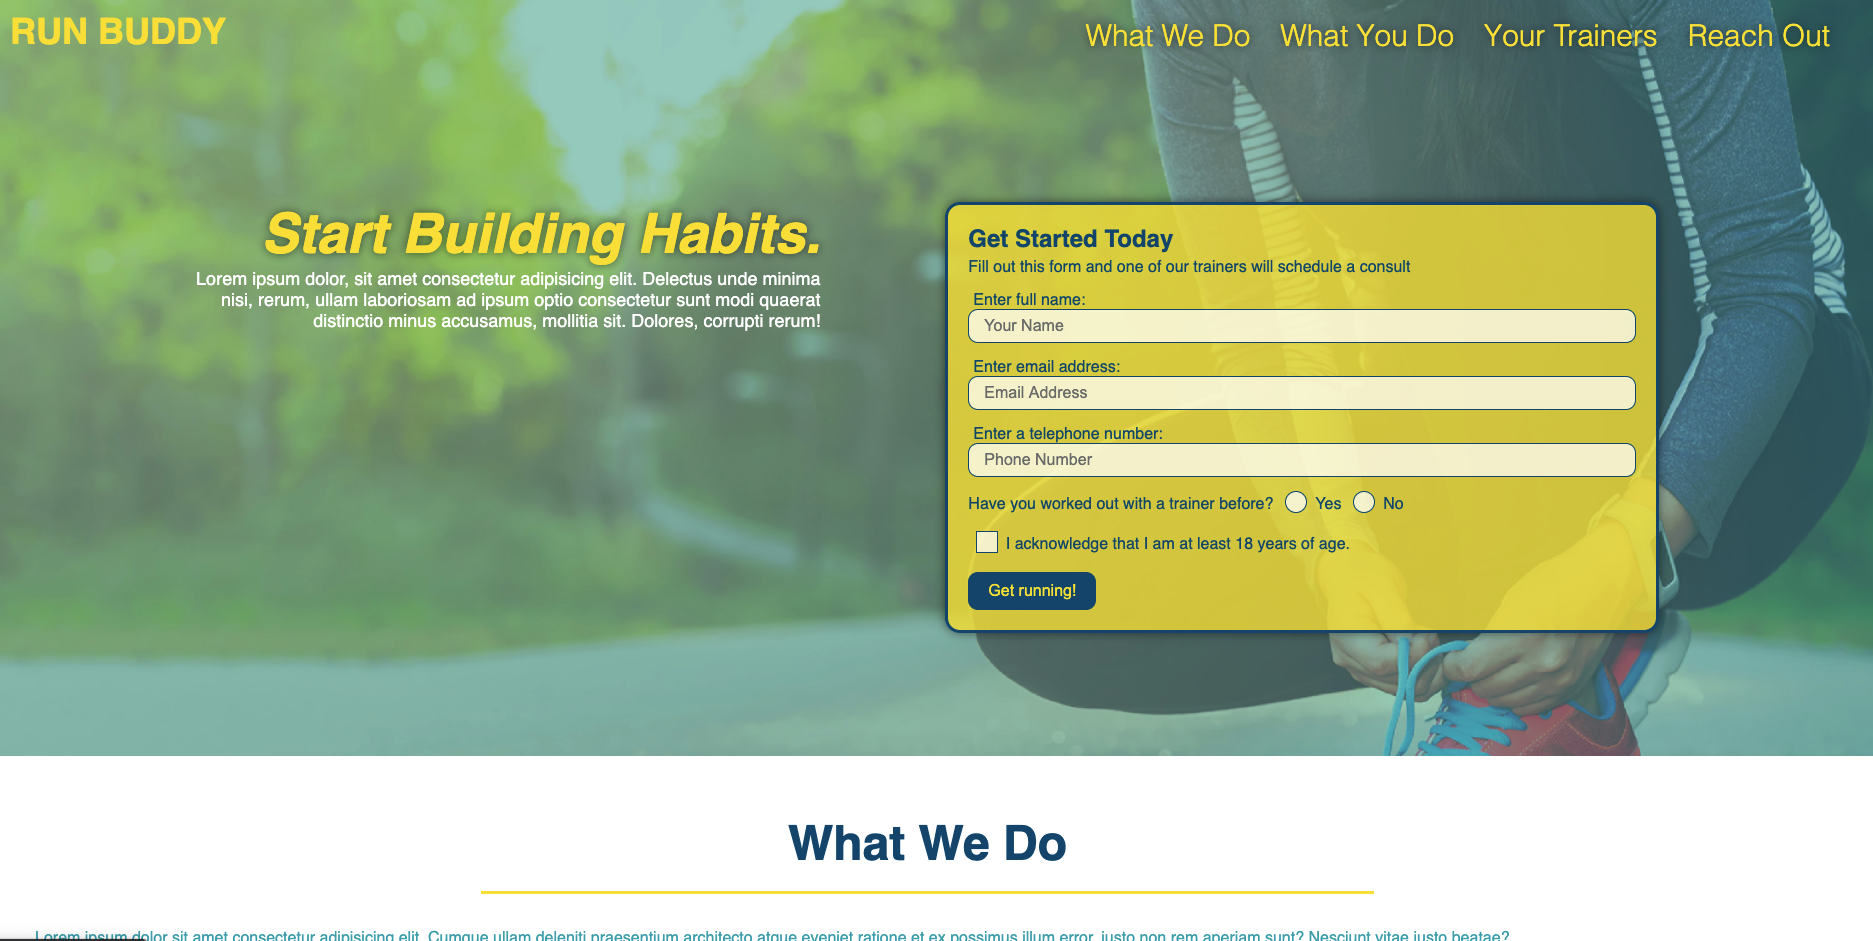 RUN BUDDY
What We Do What You Do Your Trainers Reach Out
Start Building Habits.
Lorem ipsum dolor, sit amet consectetur adipisicing elit. Delectus unde minima
nisi, rerum, ullam laboriosam ad ipsum optio consectetur sunt modi quaerat
distinctio minus accusamus, mollitia sit. Dolores, corrupti rerum!
Get Started Today
Fill out this form and one of our trainers will schedule a consult
Enter full name:
Your Name
Enter email address:
Email Address
Enter a telephone number:
Phone Number
Have you worked out with a trainer before? Yes No
I acknowledge that I am at least 18 years of age.
Get running!
What We Do
Lorem ipsum dolor sit amet consectetur adipisicing elit. Cumque ullam deleniti praesentium architecto atque eveniet ratione et ex possimus illum error, iusto non rem aperiam sunt? Nesciunt vitae iusto beatae?